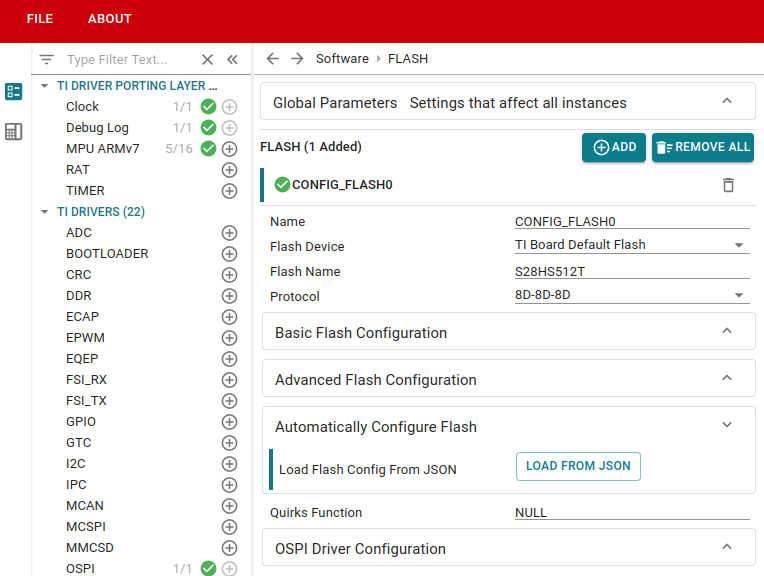 FILE ABOUT
Type Filter Text...
TI DRIVER PORTING LAYER ...
Clock 1/1
Debug Log 1/1
MPU ARMv7 5/16
RAT
TIMER
TI DRIVERS (22)
ADC
BOOTLOADER
CRC
DDR
ECAP
EPWM
EQEP
FSI_RX
FSI_TX
GPIO
GTC
I2C
IPC
MCAN
MCSPI
MMCSD
OSPI 1/1
Software › FLASH
Global Parameters Settings that affect all instances
FLASH (1 Added) ADD REMOVE ALL
CONFIG_FLASH0
Name CONFIG_FLASH0
Flash Device TI Board Default Flash
Flash Name S28HS512T
Protocol 8D-8D-8D
Basic Flash Configuration
Advanced Flash Configuration
Automatically Configure Flash
Load Flash Config From JSON LOAD FROM JSON
Quirks Function NULL
OSPI Driver Configuration